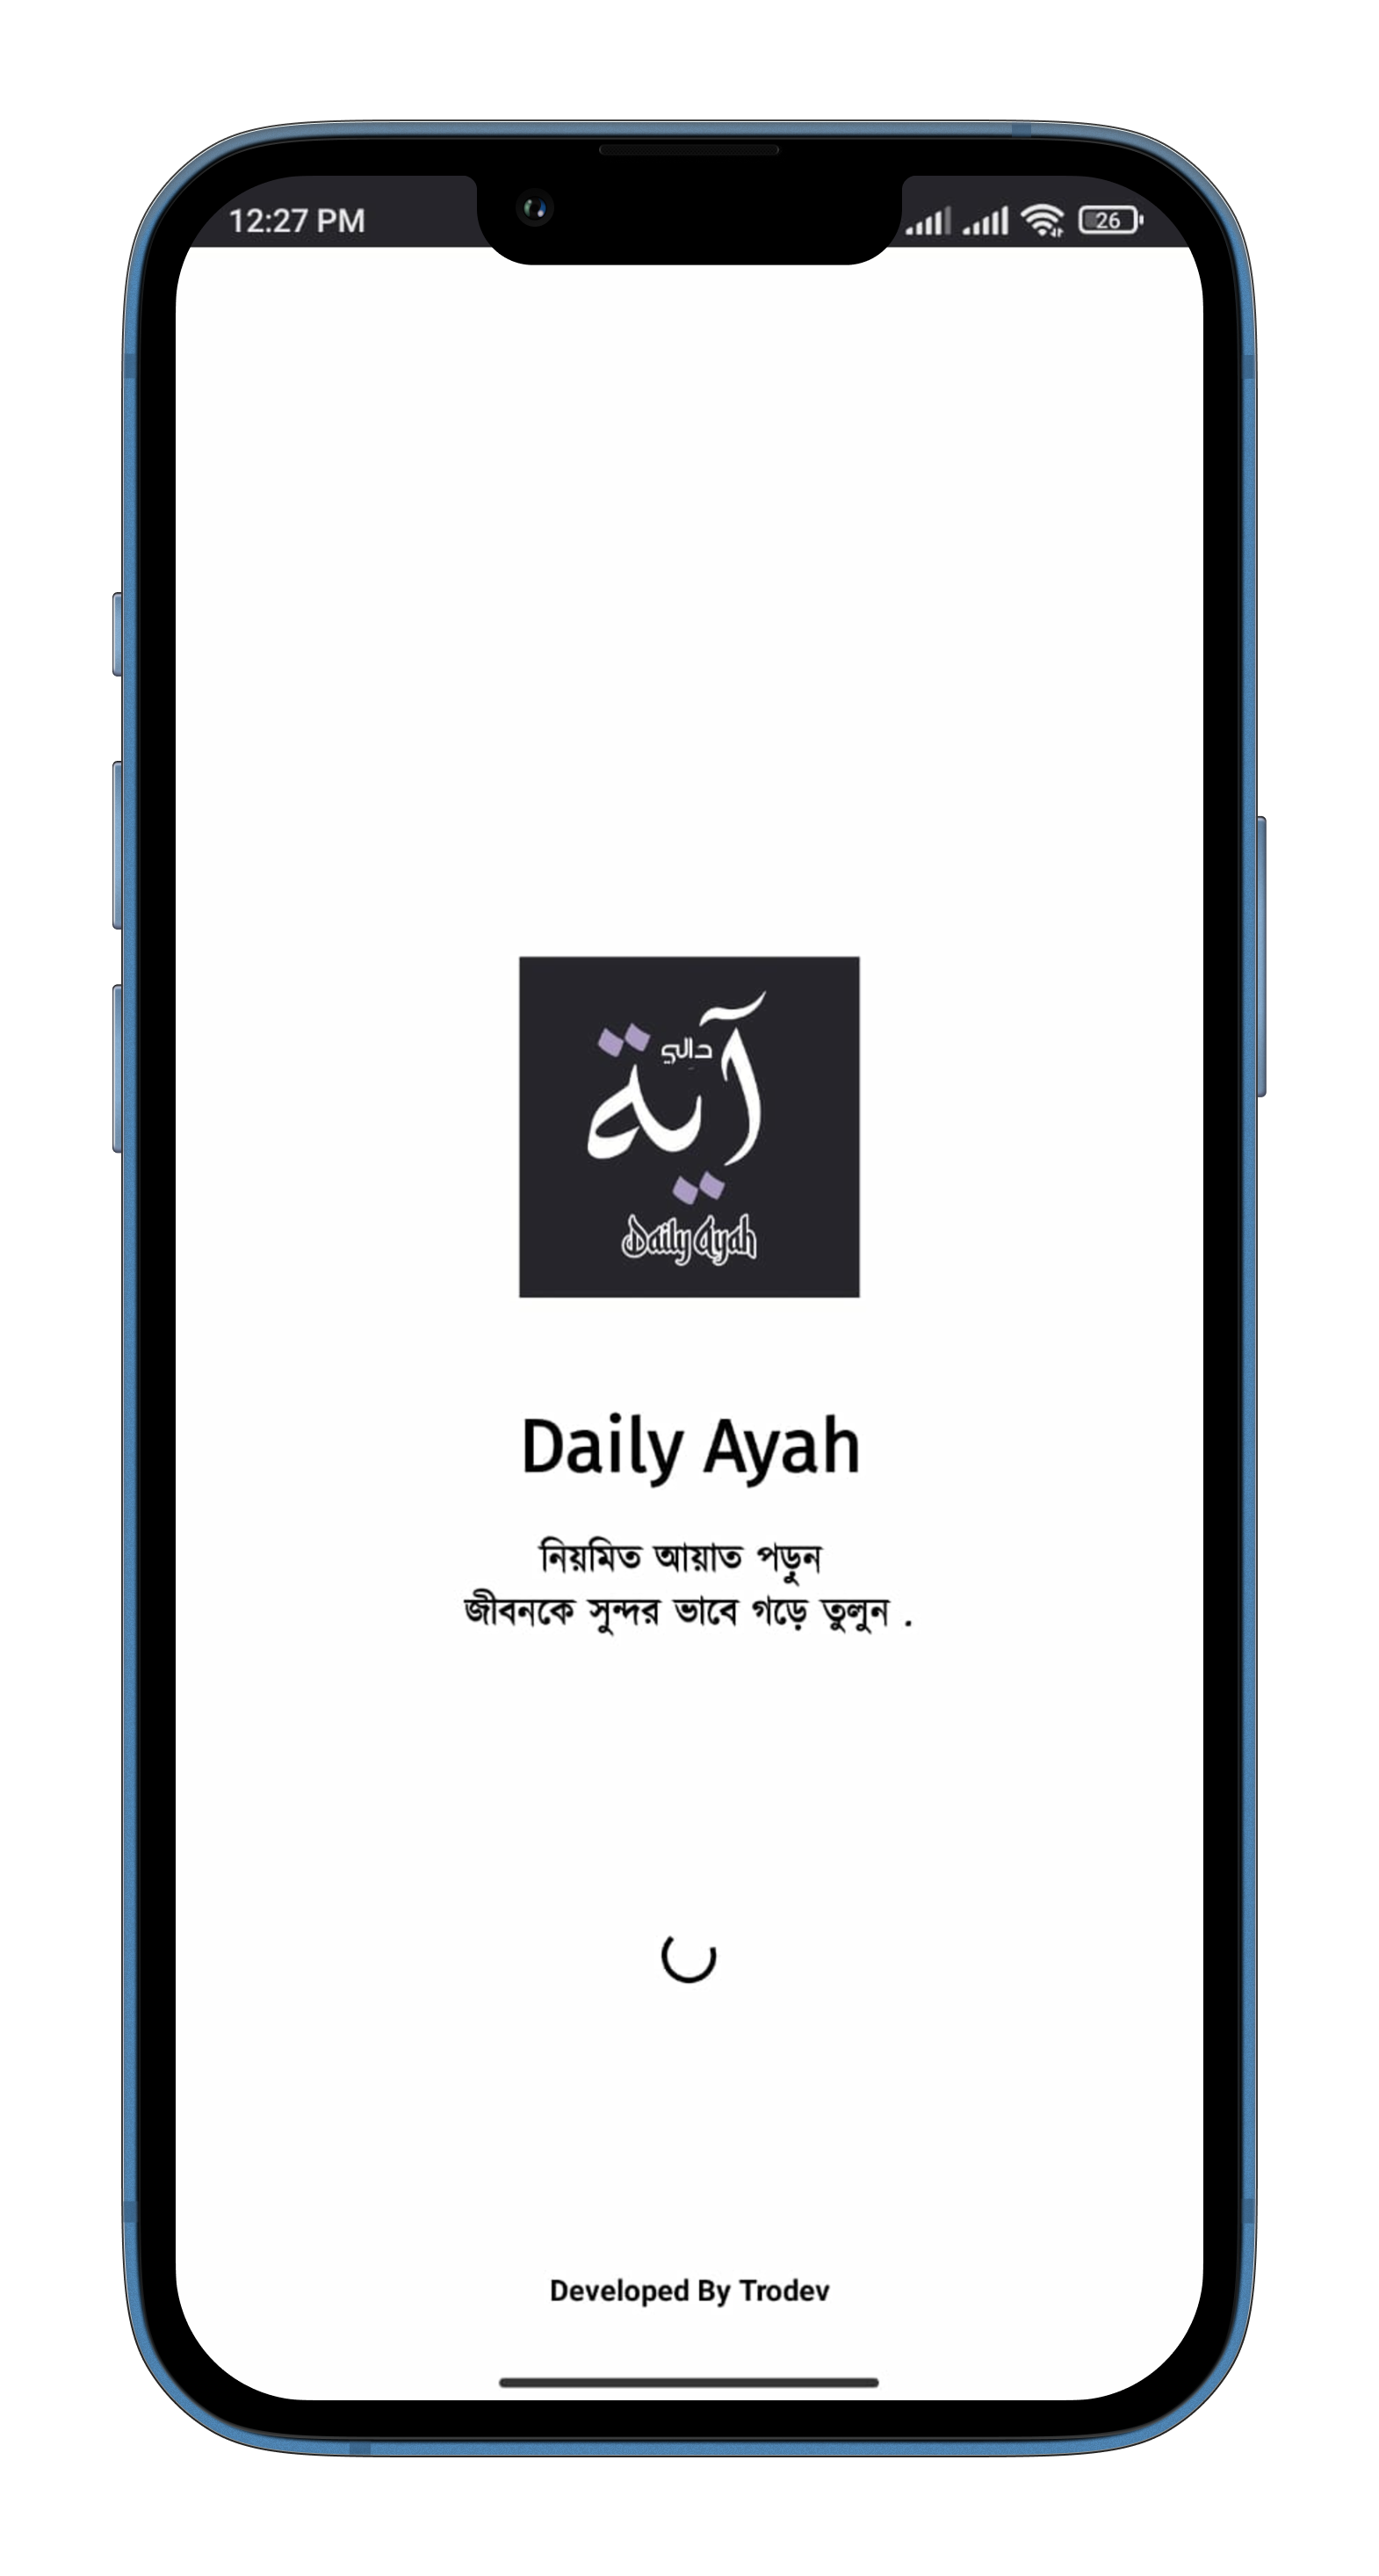 12:27 PM
26
آية
دالي
Daily Ayah
Daily Ayah
নিয়মিত আয়াত পড়ুন
জীবনকে সুন্দর ভাবে গড়ে তুলুন .
Developed By Trodev